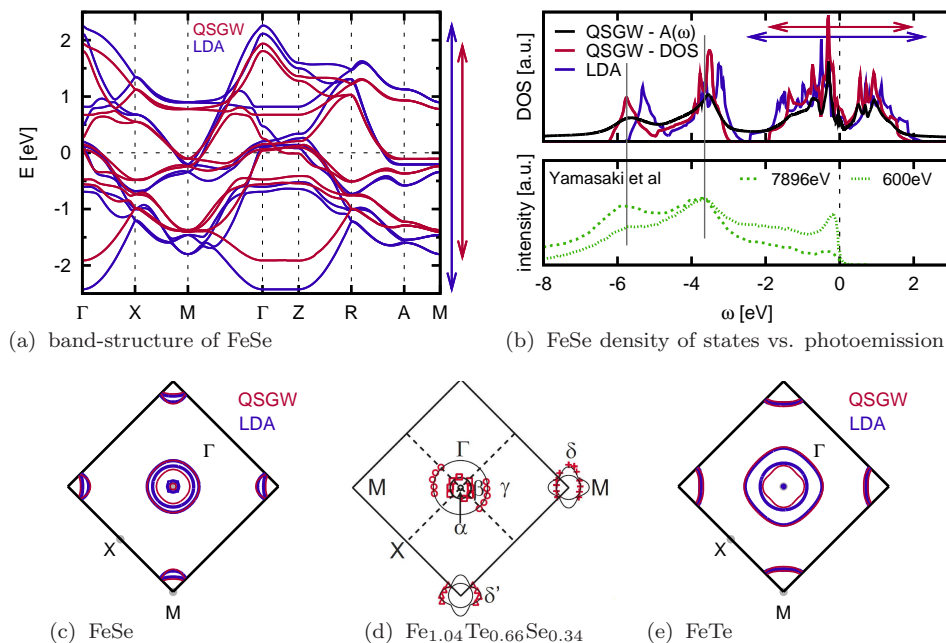 QSGW
LDA
E [eV]
2
1
0
-1
-2
Γ X M Γ Z R A M
(a) band-structure of FeSe
DOS [a.u.]
QSGW - A(ω)
QSGW - DOS
LDA
intensity [a.u.]
Yamasaki et al 7896eV 600eV
-8 -6 -4 -2 0 2
ω [eV]
(b) FeSe density of states vs. photoemission
QSGW
LDA
Γ
X
M
(c) FeSe
Γ
δ
M β γ M
α
X
δ'
(d) Fe1.04Te0.66Se0.34
QSGW
LDA
Γ
X
M
(e) FeTe